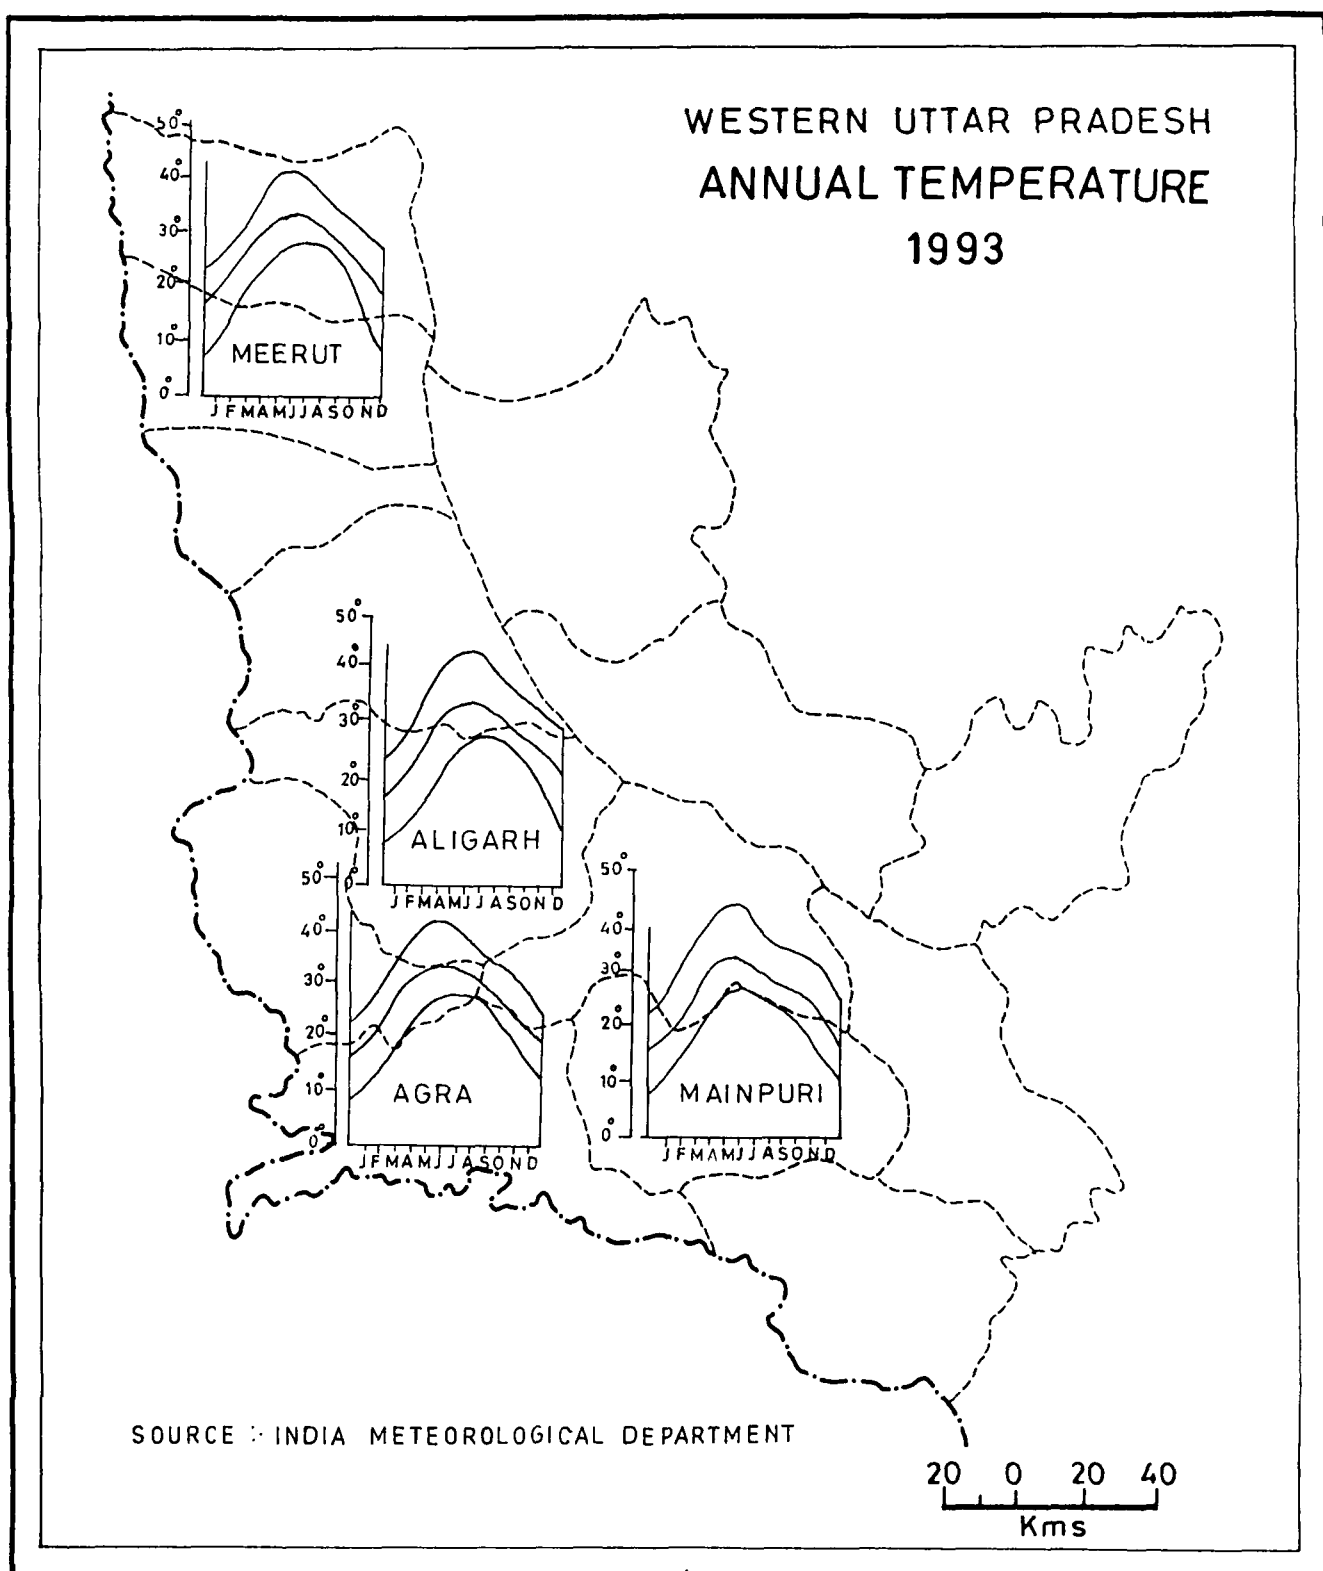 WESTERN UTTAR PRADESH
ANNUAL TEMPERATURE
1993
50°
40°
30°
20°
10°
0°
MEERUT
J F M A M J J A S O N D
50°
40°
30°
20°
10°
0°
ALIGARH
J F M A M J J A S O N D
50°
40°
30°
20°
10°
0°
AGRA
J F M A M J J A S O N D
50°
40°
30°
20°
10°
0°
MAINPURI
J F M A M J J A S O N D
SOURCE :- INDIA METEOROLOGICAL DEPARTMENT
20 0 20 40
Kms